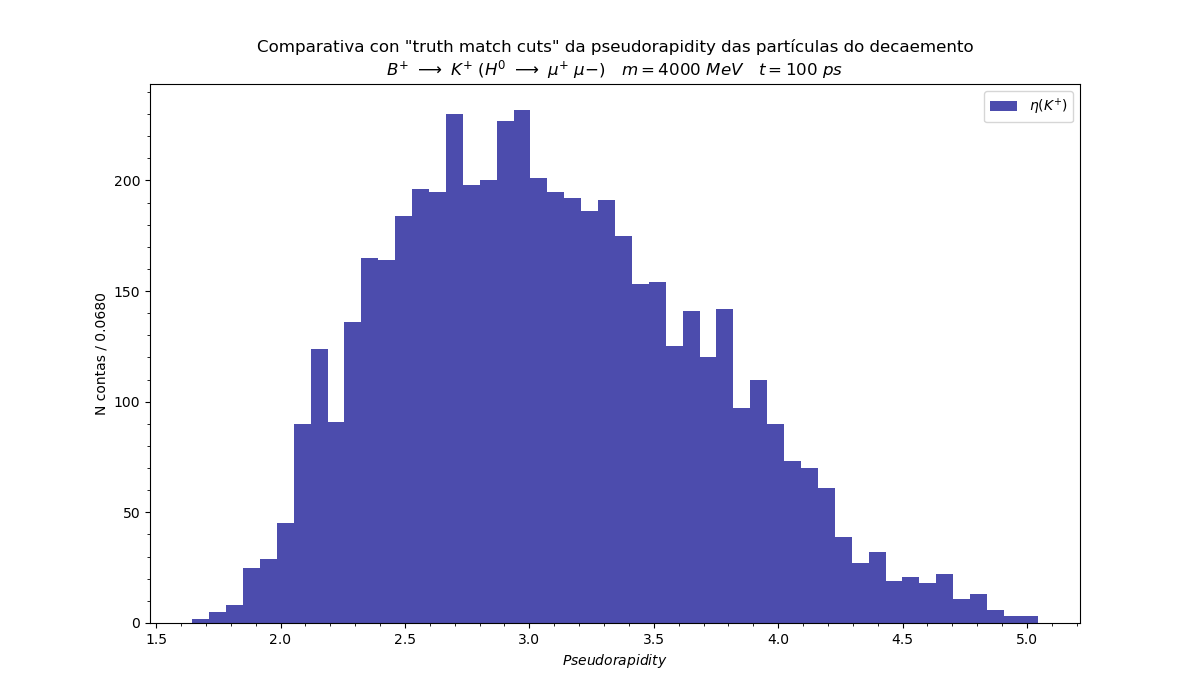 Comparativa con "truth match cuts" da pseudorapidity das partículas do decaemento
B⁺ ⟶ K⁺ (H⁰ ⟶ μ⁺ μ−) m = 4000 MeV t = 100 ps
η(K⁺)
N contas / 0.0680
200
150
100
50
0
1.5 2.0 2.5 3.0 3.5 4.0 4.5 5.0
Pseudorapidity